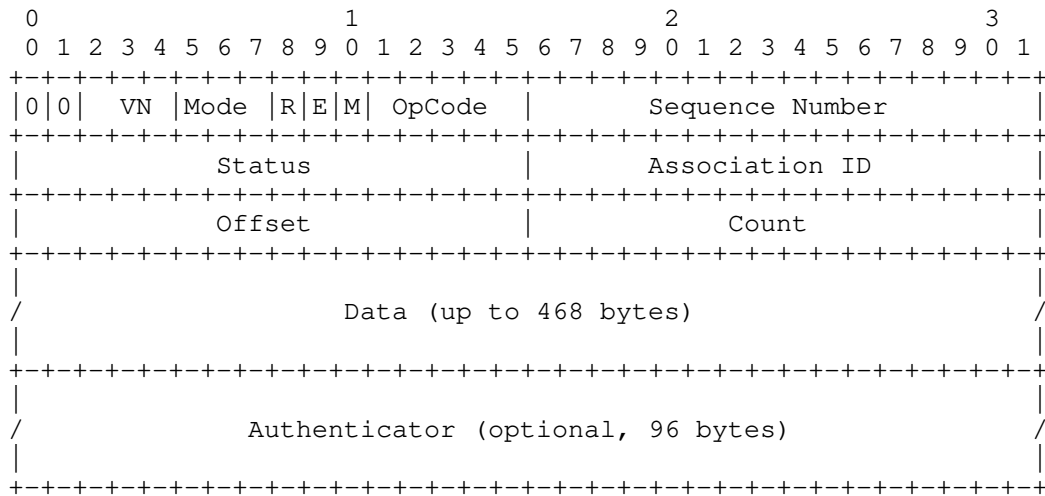 0                   1                   2                   3
 0 1 2 3 4 5 6 7 8 9 0 1 2 3 4 5 6 7 8 9 0 1 2 3 4 5 6 7 8 9 0 1
+-+-+-+-+-+-+-+-+-+-+-+-+-+-+-+-+-+-+-+-+-+-+-+-+-+-+-+-+-+-+-+-+
|0|0|  VN |Mode |R|E|M| OpCode  |       Sequence Number         |
+-+-+-+-+-+-+-+-+-+-+-+-+-+-+-+-+-+-+-+-+-+-+-+-+-+-+-+-+-+-+-+-+
|            Status             |       Association ID          |
+-+-+-+-+-+-+-+-+-+-+-+-+-+-+-+-+-+-+-+-+-+-+-+-+-+-+-+-+-+-+-+-+
|            Offset             |            Count              |
+-+-+-+-+-+-+-+-+-+-+-+-+-+-+-+-+-+-+-+-+-+-+-+-+-+-+-+-+-+-+-+-+
|                                                               |
/                    Data (up to 468 bytes)                     /
|                                                               |
+-+-+-+-+-+-+-+-+-+-+-+-+-+-+-+-+-+-+-+-+-+-+-+-+-+-+-+-+-+-+-+-+
|                                                               |
/              Authenticator (optional, 96 bytes)               /
|                                                               |
+-+-+-+-+-+-+-+-+-+-+-+-+-+-+-+-+-+-+-+-+-+-+-+-+-+-+-+-+-+-+-+-+